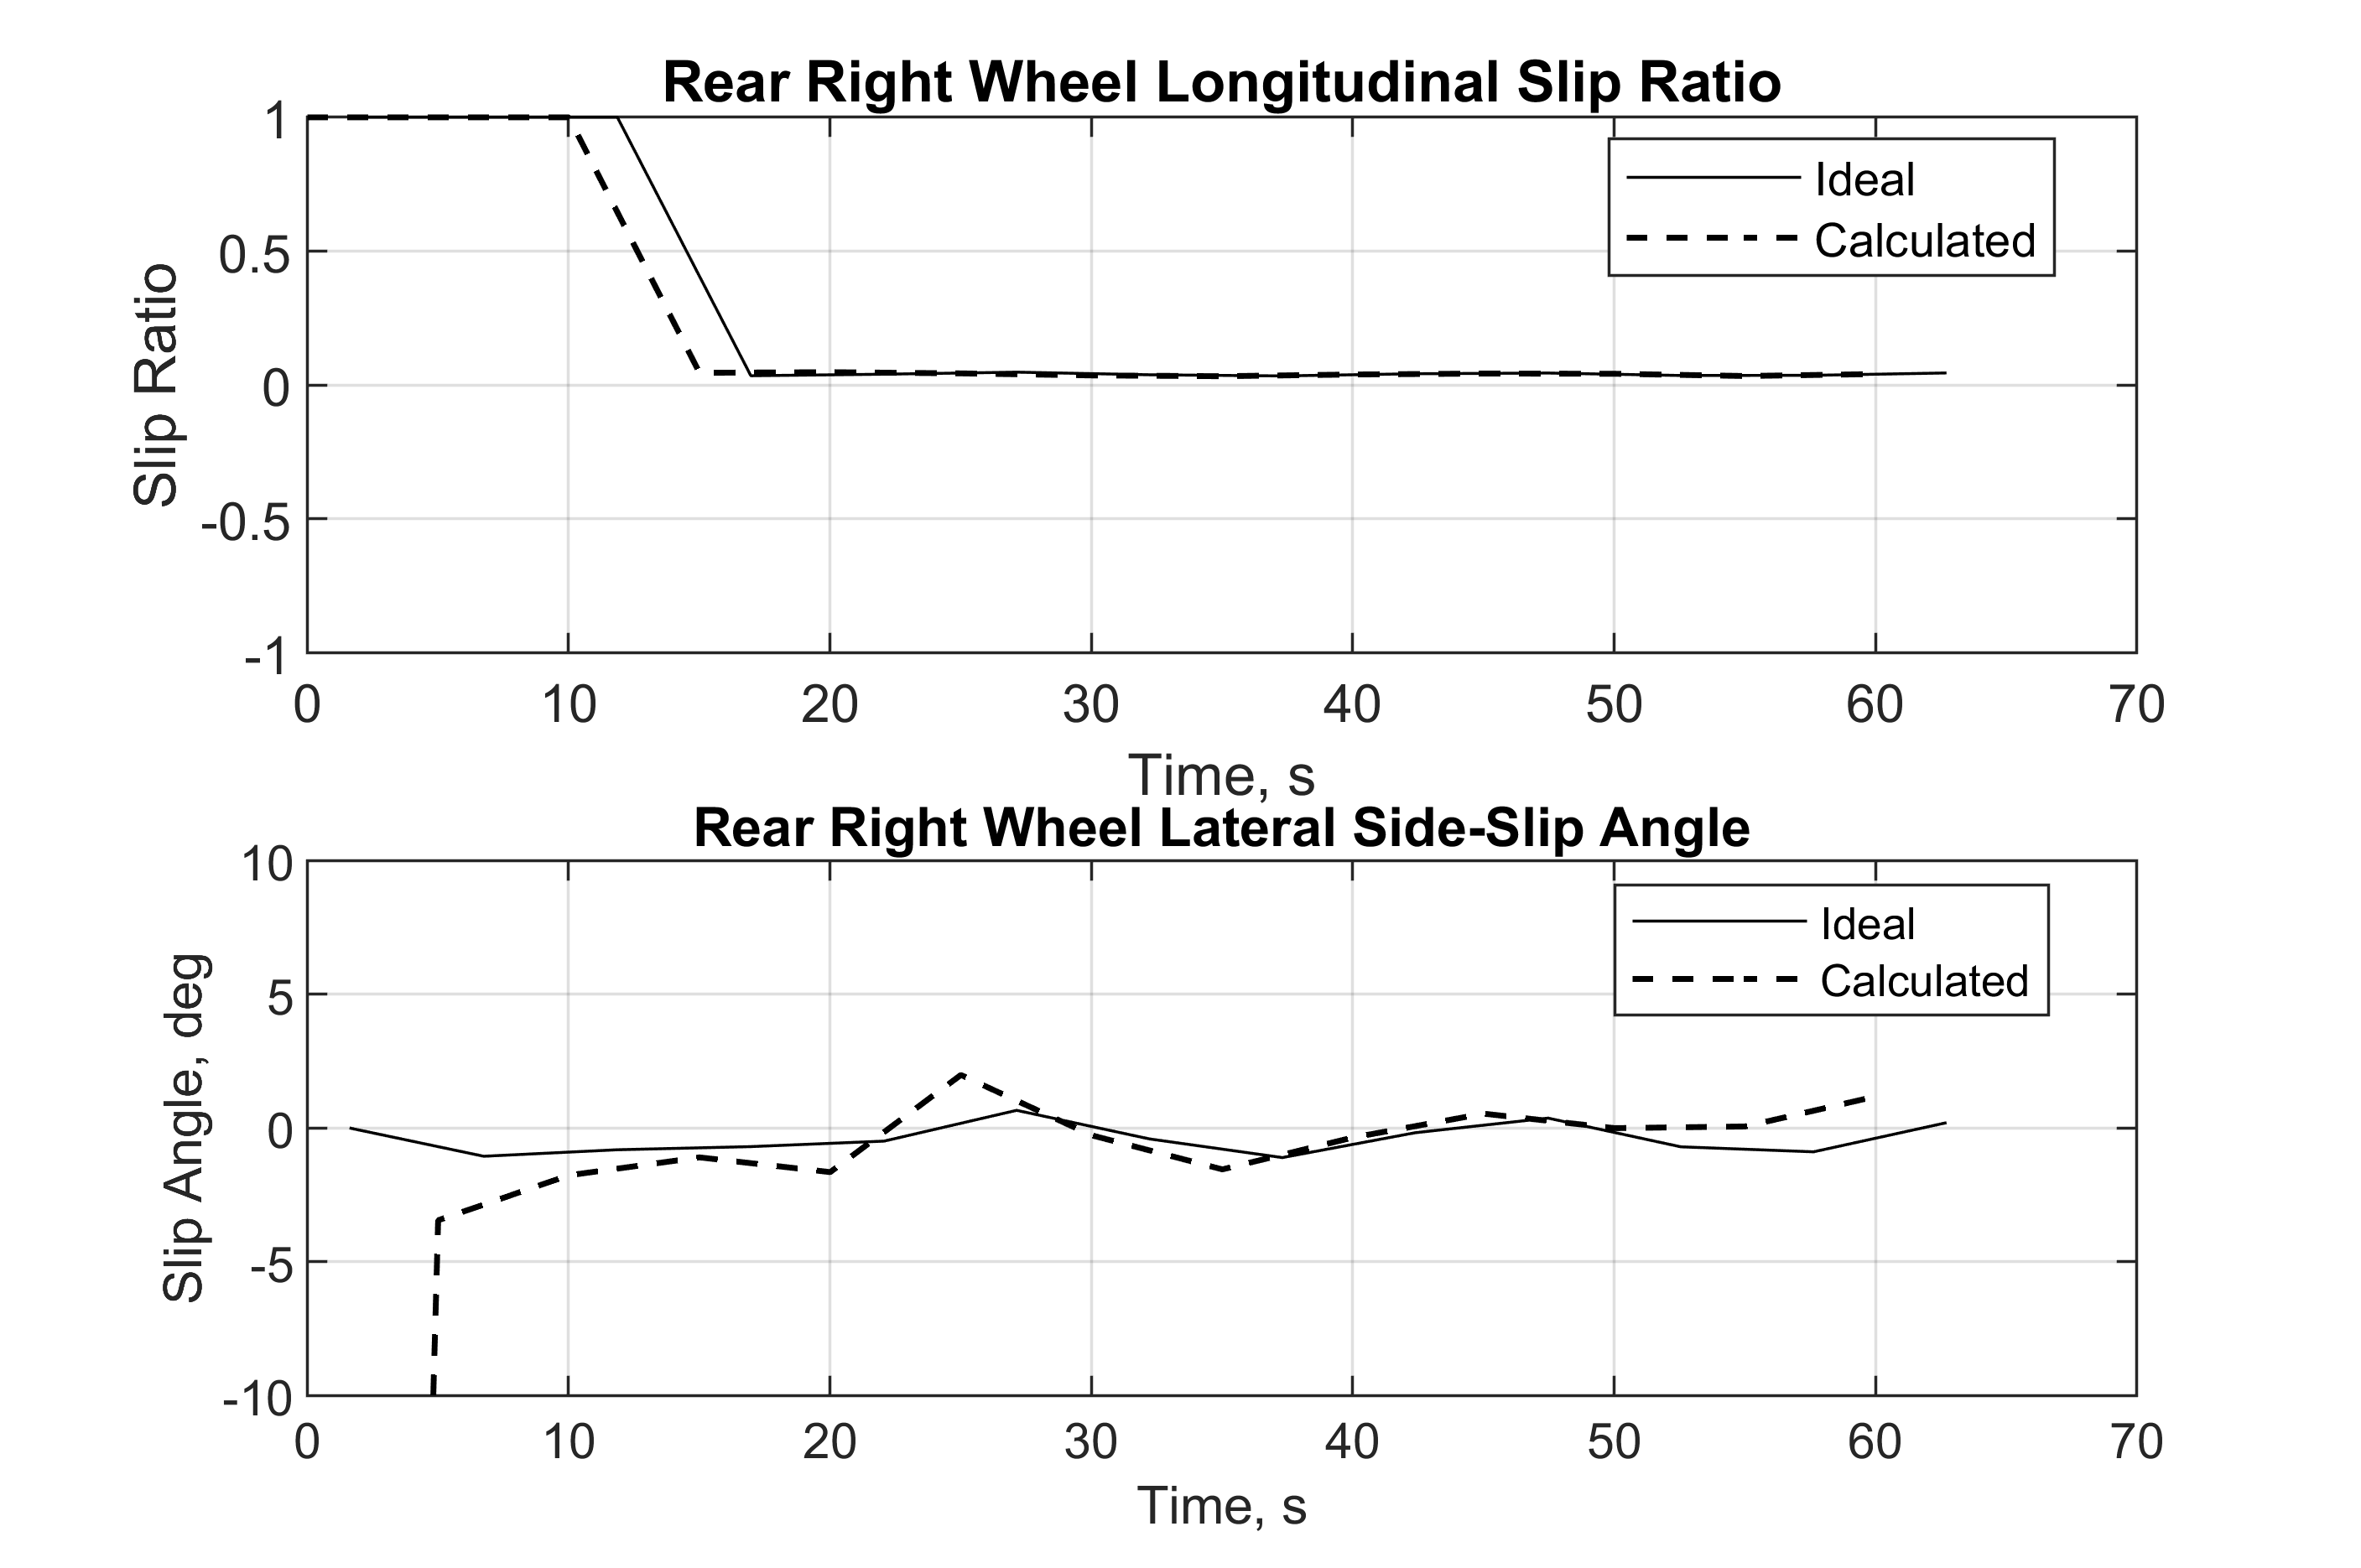 Rear Right Wheel Longitudinal Slip Ratio
1
0.5
0
-0.5
-1
Slip Ratio
Ideal
Calculated
0 10 20 30 40 50 60 70
Time, s
Rear Right Wheel Lateral Side-Slip Angle
10
5
0
-5
-10
Slip Angle, deg
Ideal
Calculated
0 10 20 30 40 50 60 70
Time, s